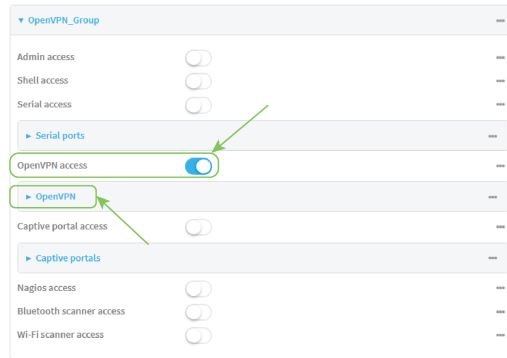 OpenVPN_Group
Admin access
Shell access
Serial access
Serial ports
OpenVPN access
OpenVPN
Captive portal access
Captive portals
Nagios access
Bluetooth scanner access
Wi-Fi scanner access